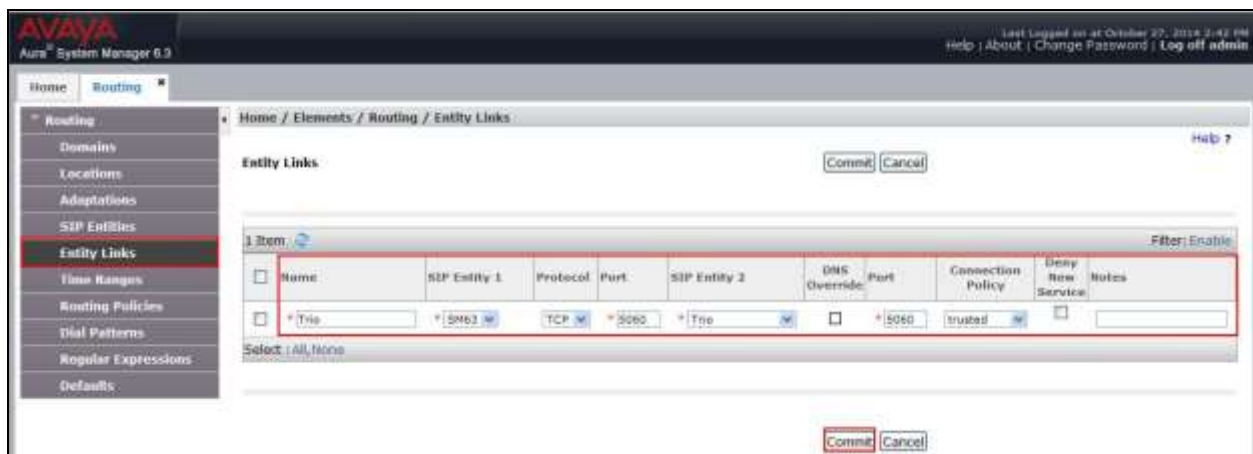 AVAYA
Aura® System Manager 6.3
Last Logged on at October 27, 2014 2:42 PM
Help | About | Change Password | Log off admin
Home Routing ✖
Routing
Domains
Locations
Adaptations
SIP Entities
Entity Links
Time Ranges
Routing Policies
Dial Patterns
Regular Expressions
Defaults
Home / Elements / Routing / Entity Links
Help ?
Entity Links Commit Cancel
1 Item Filter: Enable
Name SIP Entity 1 Protocol Port SIP Entity 2 DNS Override Port Connection Policy Deny New Service Notes
* Trio * SM63 TCP * 5060 * Trio * 5060 trusted
Select : All, None
Commit Cancel